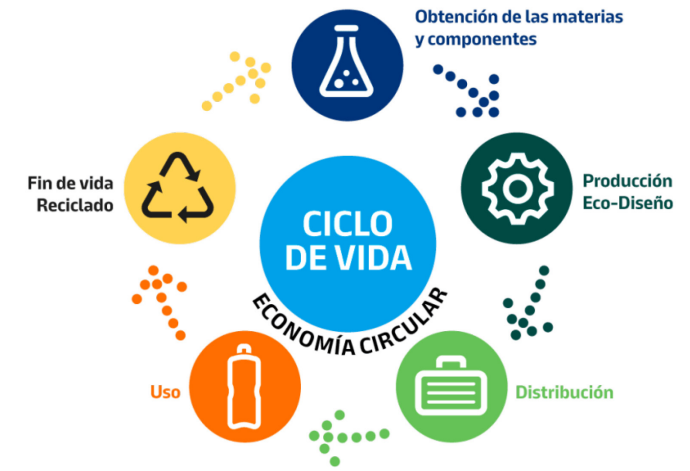 Obtención de las materias
y componentes
Producción
Eco-Diseño
Distribución
Uso
Fin de vida
Reciclado
CICLO
DE VIDA
ECONOMÍA CIRCULAR